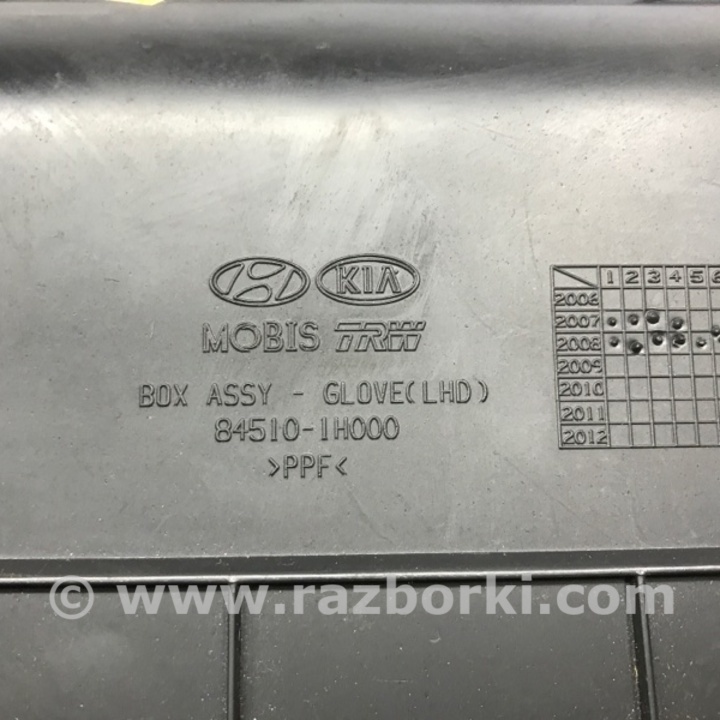 KIA
MOBIS TRW
BOX ASSY - GLOVE(LHD)
84510-1H000
>PPF<
1 2 3 4 5
2006
2007
2008
2009
2010
2011
2012
© www.razborki.com